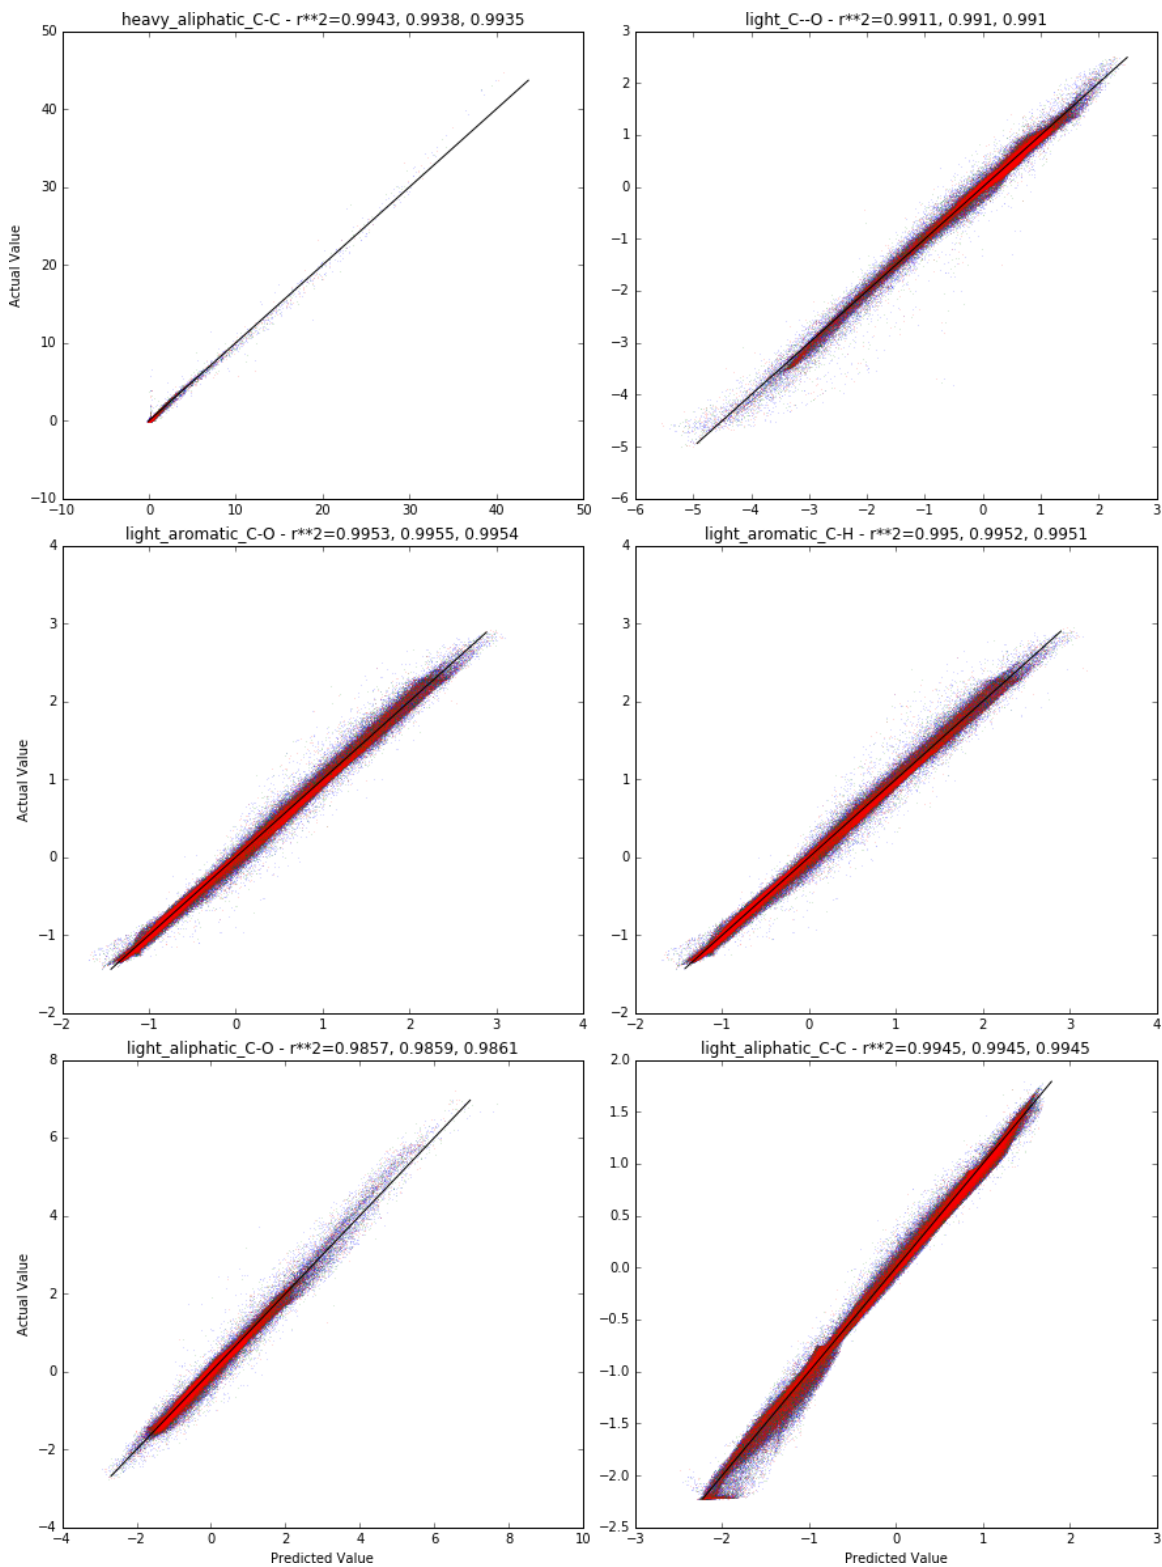 heavy_aliphatic_C-C - r**2=0.9943, 0.9938, 0.9935
50
40
30
20
10
0
−10
−10 0 10 20 30 40 50
Actual Value
light_C--O - r**2=0.9911, 0.991, 0.991
3
2
1
0
−1
−2
−3
−4
−5
−6
−6 −5 −4 −3 −2 −1 0 1 2 3
light_aromatic_C-O - r**2=0.9953, 0.9955, 0.9954
4
3
2
1
0
−1
−2
−2 −1 0 1 2 3 4
Actual Value
light_aromatic_C-H - r**2=0.995, 0.9952, 0.9951
4
3
2
1
0
−1
−2
−2 −1 0 1 2 3 4
light_aliphatic_C-O - r**2=0.9857, 0.9859, 0.9861
8
6
4
2
0
−2
−4
−4 −2 0 2 4 6 8 10
Actual Value
Predicted Value
light_aliphatic_C-C - r**2=0.9945, 0.9945, 0.9945
2.0
1.5
1.0
0.5
0.0
−0.5
−1.0
−1.5
−2.0
−2.5
−3 −2 −1 0 1 2 3
Predicted Value